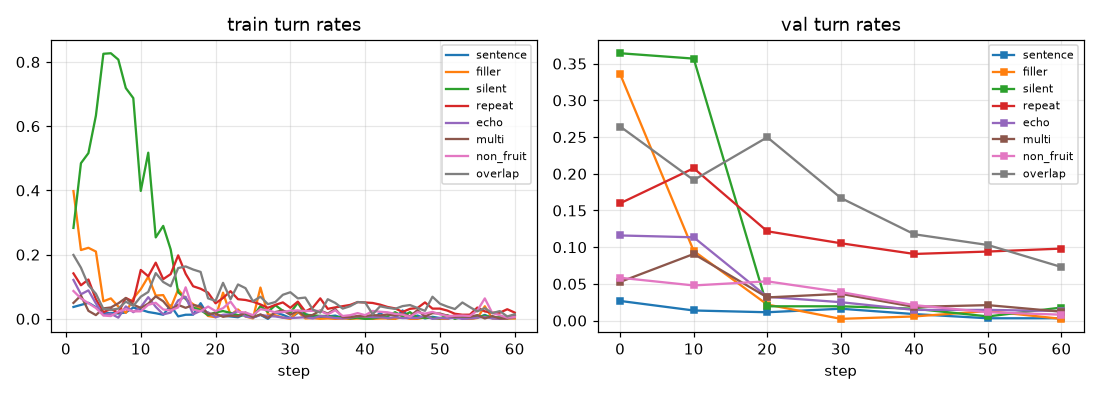 train turn rates
0.8
0.6
0.4
0.2
0.0
0 10 20 30 40 50 60
step
sentence
filler
silent
repeat
echo
multi
non_fruit
overlap
val turn rates
0.35
0.30
0.25
0.20
0.15
0.10
0.05
0.00
0 10 20 30 40 50 60
step
sentence
filler
silent
repeat
echo
multi
non_fruit
overlap